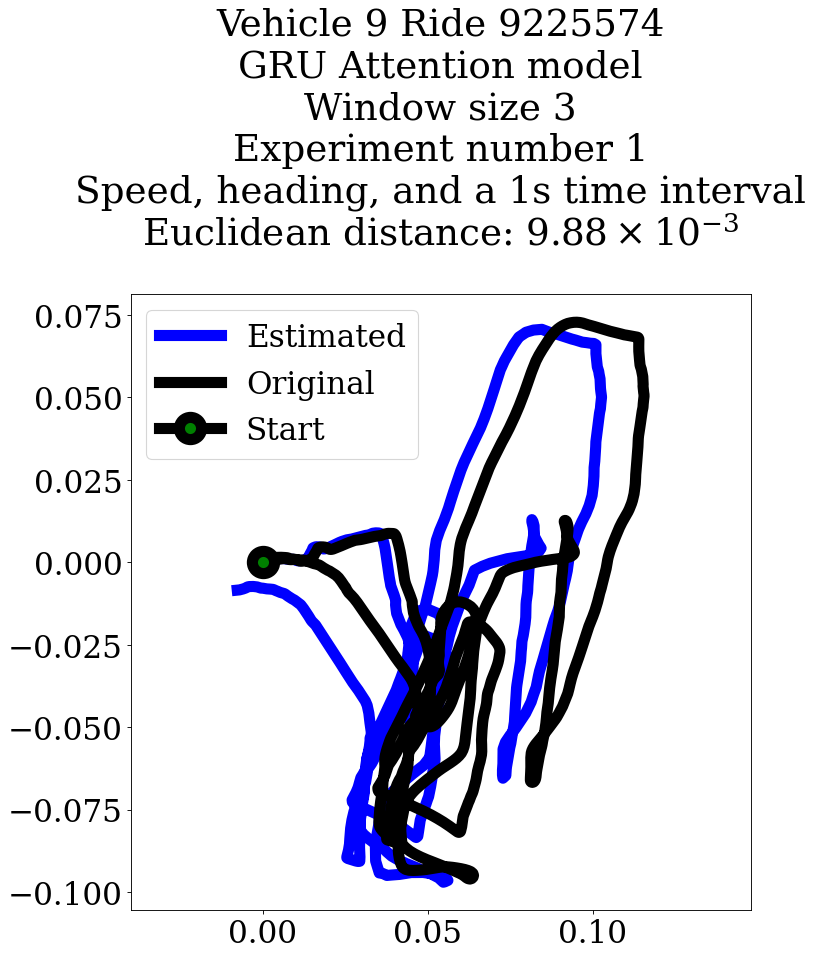 Vehicle 9 Ride 9225574
GRU Attention model
Window size 3
Experiment number 1
Speed, heading, and a 1s time interval
Euclidean distance: 9.88 × 10⁻³
Estimated
Original
Start
0.075
0.050
0.025
0.000
−0.025
−0.050
−0.075
−0.100
0.00 0.05 0.10